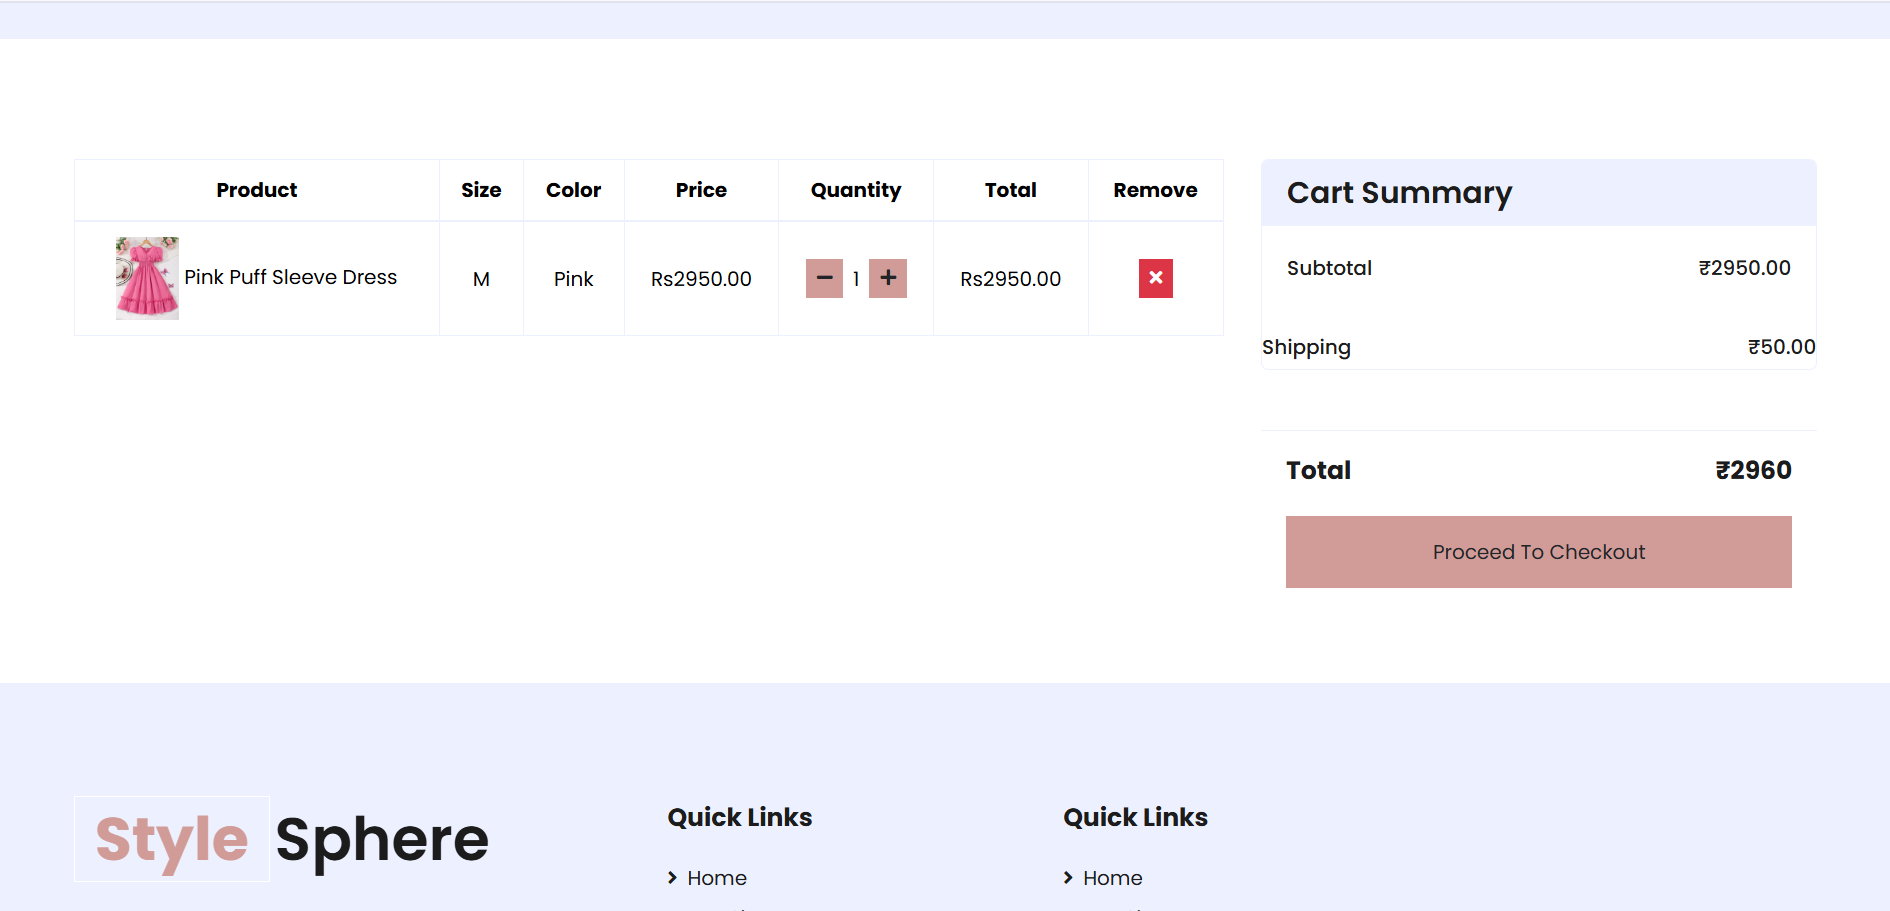 Product Size Color Price Quantity Total Remove
Pink Puff Sleeve Dress M Pink Rs2950.00 1 Rs2950.00
Cart Summary
Subtotal ₹2950.00
Shipping ₹50.00
Total ₹2960
Proceed To Checkout
Style Sphere
Quick Links
Home
Quick Links
Home